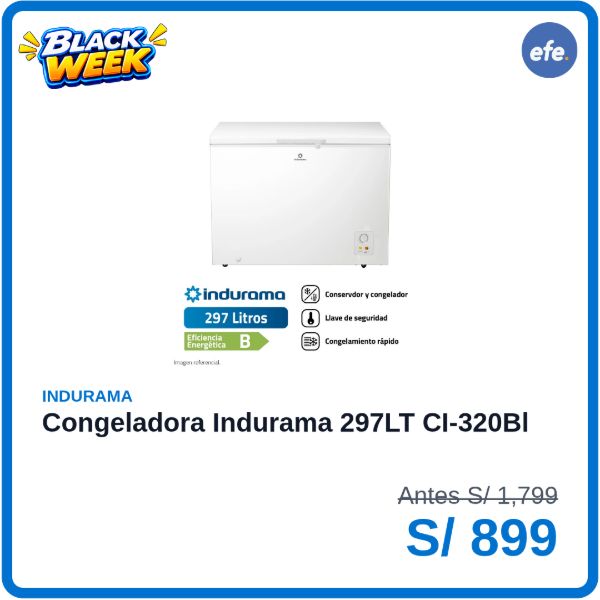 BLACK
WEEK
efe.
indurama
297 Litros
Eficiencia
Energética
B
Conservdor y congelador
Llave de seguridad
Congelamiento rápido
Imagen referencial.
INDURAMA
Congeladora Indurama 297LT CI-320Bl
Antes S/ 1,799
S/ 899